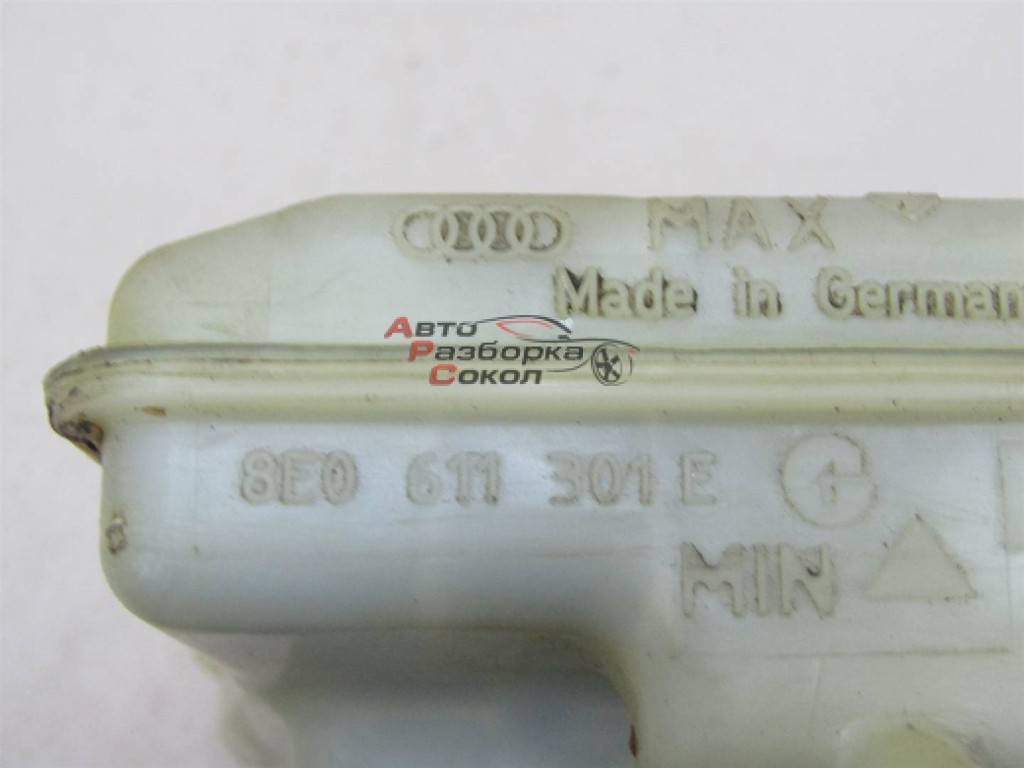 MAX
Made in German
Авто
Разборка
Сокол
8E0 611 301 E
MIN